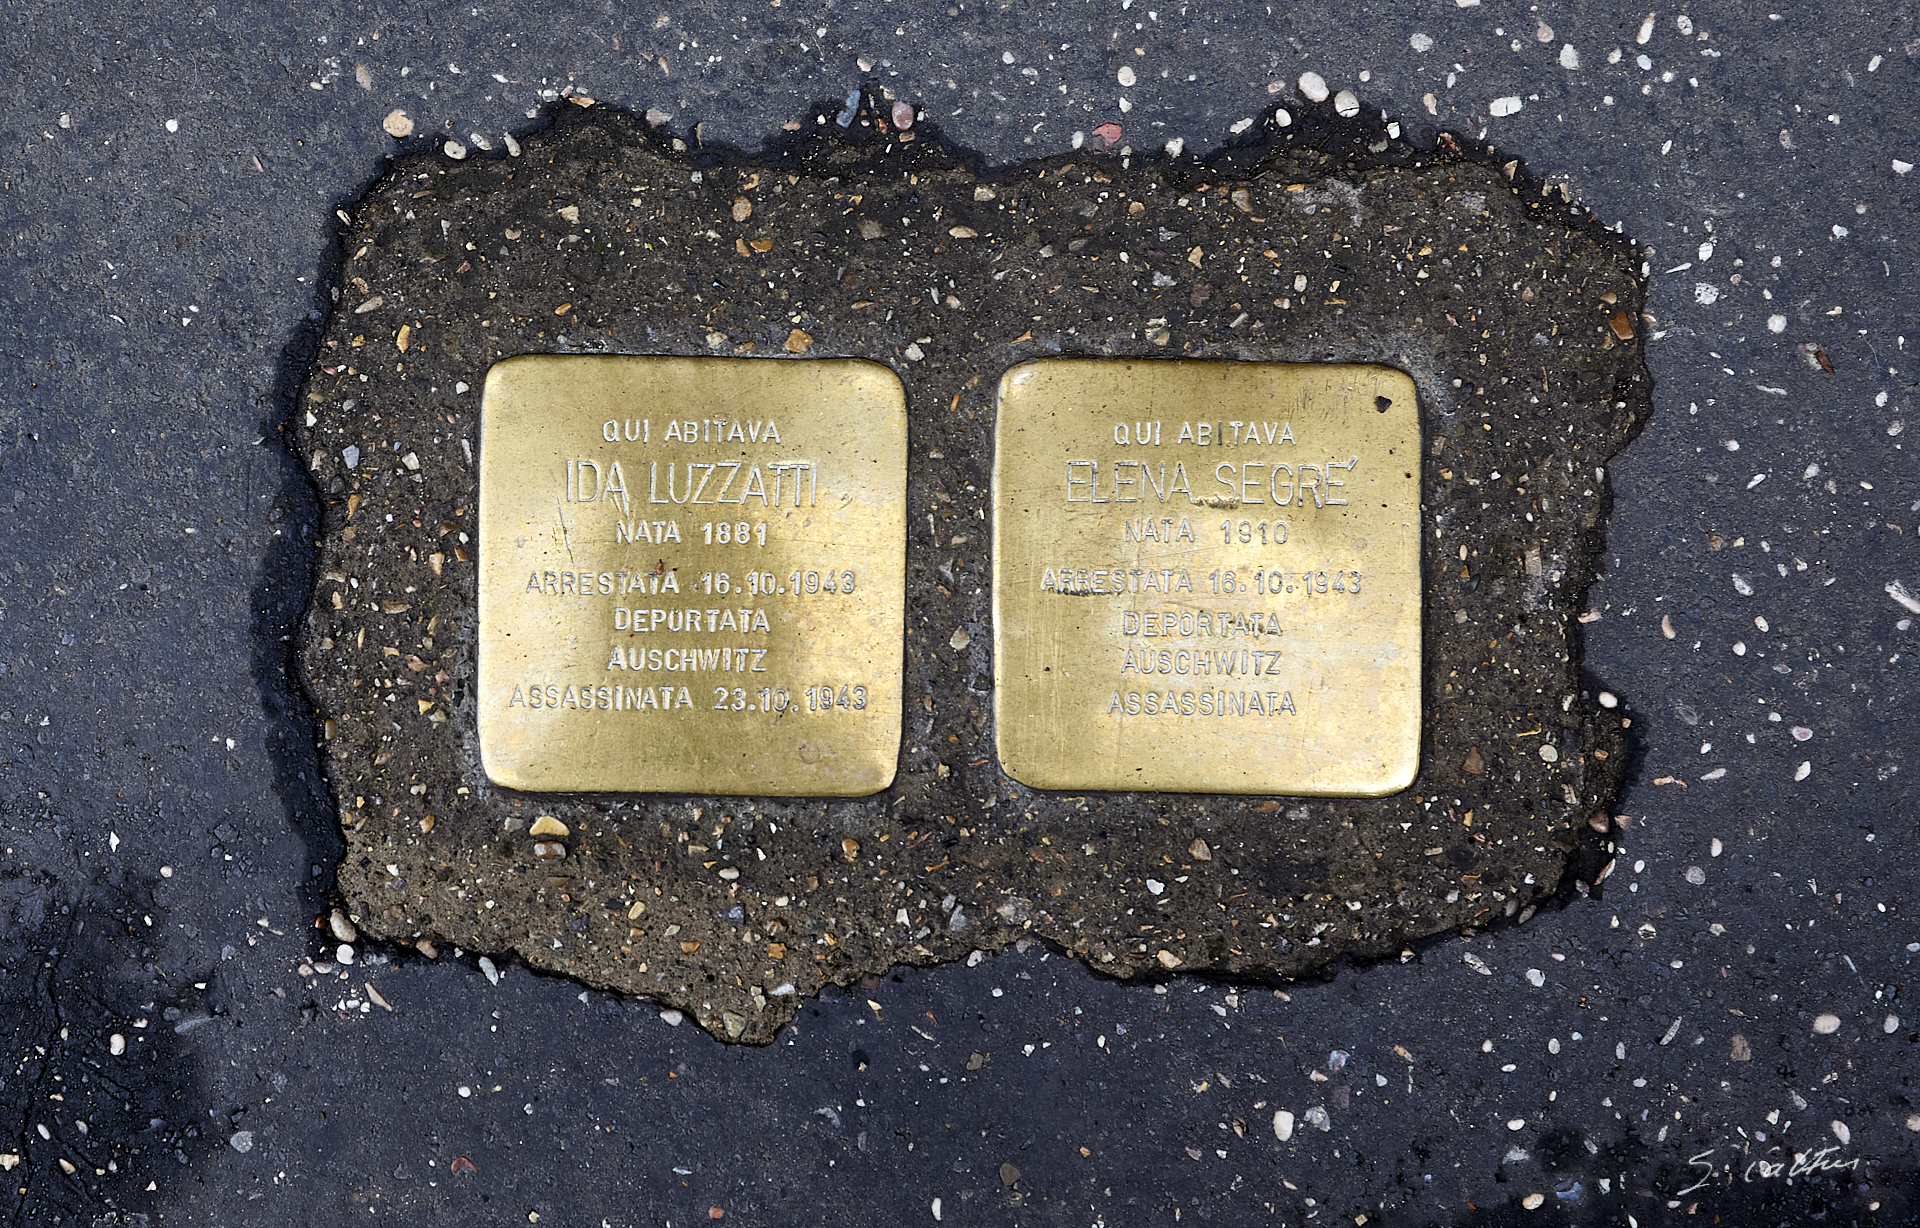 QUI ABITAVA
IDA LUZZATTI
NATA 1881
ARRESTATA 16.10.1943
DEPORTATA
AUSCHWITZ
ASSASSINATA 23.10.1943
QUI ABITAVA
ELENA SEGRE'
NATA 1910
ARRESTATA 16.10.1943
DEPORTATA
AUSCHWITZ
ASSASSINATA